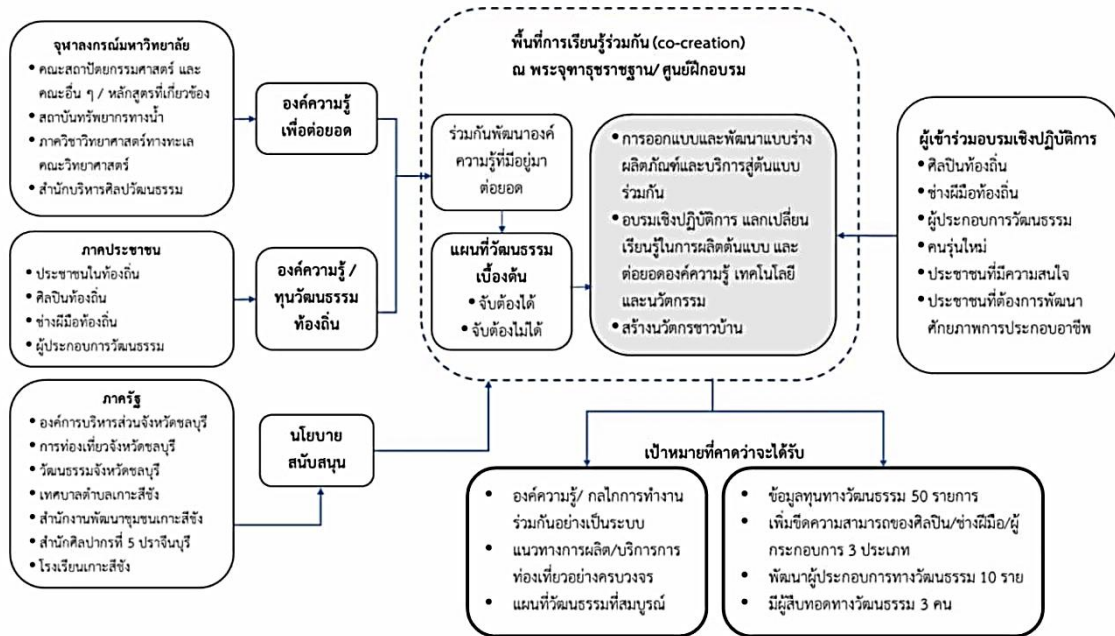 จุฬาลงกรณ์มหาวิทยาลัย
• คณะสถาปัตยกรรมศาสตร์ และ
คณะอื่น ๆ / หลักสูตรที่เกี่ยวข้อง
• สถาบันทรัพยากรทางน้ำ
• ภาควิชาวิทยาศาสตร์ทางทะเล
คณะวิทยาศาสตร์
• สำนักบริหารศิลปวัฒนธรรม
องค์ความรู้
เพื่อต่อยอด
ภาคประชาชน
• ประชาชนในท้องถิ่น
• ศิลปินท้องถิ่น
• ช่างฝีมือท้องถิ่น
• ผู้ประกอบการวัฒนธรรม
องค์ความรู้ /
ทุนวัฒนธรรม
ท้องถิ่น
ภาครัฐ
• องค์การบริหารส่วนจังหวัดชลบุรี
• การท่องเที่ยวจังหวัดชลบุรี
• วัฒนธรรมจังหวัดชลบุรี
• เทศบาลตำบลเกาะสีชัง
• สำนักงานพัฒนาชุมชนเกาะสีชัง
• สำนักศิลปากรที่ 5 ปราจีนบุรี
• โรงเรียนเกาะสีชัง
นโยบาย
สนับสนุน
พื้นที่การเรียนรู้ร่วมกัน (co-creation)
ณ พระจุฑาธุชราชฐาน/ ศูนย์ฝึกอบรม
ร่วมกันพัฒนาองค์
ความรู้ที่มีอยู่มา
ต่อยอด
แผนที่วัฒนธรรม
เบื้องต้น
• จับต้องได้
• จับต้องไม่ได้
• การออกแบบและพัฒนาแบบร่าง
ผลิตภัณฑ์และบริการสู่ต้นแบบ
ร่วมกัน
• อบรมเชิงปฏิบัติการ แลกเปลี่ยน
เรียนรู้ในการผลิตต้นแบบ และ
ต่อยอดองค์ความรู้ เทคโนโลยี
และนวัตกรรม
• สร้างนวัตกรชาวบ้าน
ผู้เข้าร่วมอบรมเชิงปฏิบัติการ
• ศิลปินท้องถิ่น
• ช่างฝีมือท้องถิ่น
• ผู้ประกอบการวัฒนธรรม
• คนรุ่นใหม่
• ประชาชนที่มีความสนใจ
• ประชาชนที่ต้องการพัฒนา
ศักยภาพการประกอบอาชีพ
เป้าหมายที่คาดว่าจะได้รับ
• องค์ความรู้/ กลไกการทำงาน
ร่วมกันอย่างเป็นระบบ
• แนวทางการผลิต/บริการการ
ท่องเที่ยวอย่างครบวงจร
• แผนที่วัฒนธรรมที่สมบูรณ์
• ข้อมูลทุนทางวัฒนธรรม 50 รายการ
• เพิ่มขีดความสามารถของศิลปิน/ช่างฝีมือ/ผู้
กระกอบการ 3 ประเภท
• พัฒนาผู้ประกอบการทางวัฒนธรรม 10 ราย
• มีผู้สืบทอดทางวัฒนธรรม 3 คน